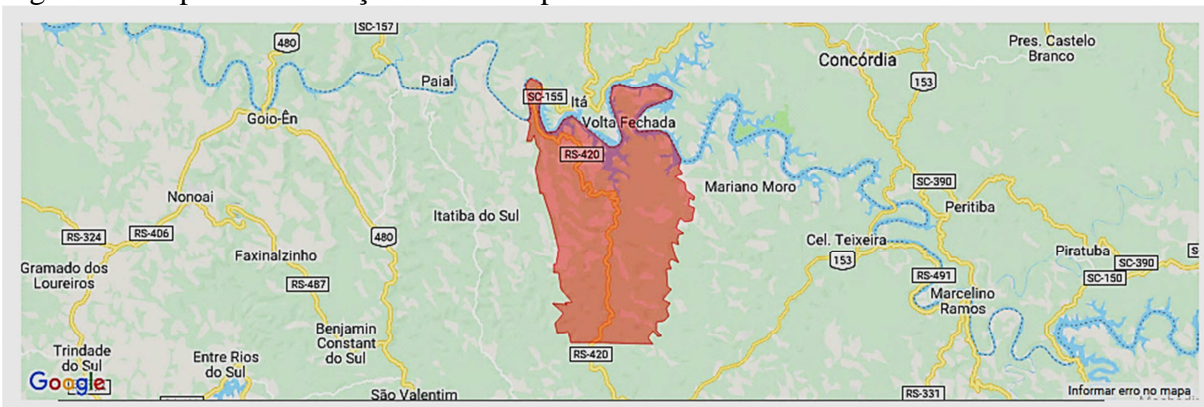 SC-157
480
Pres. Castelo
Branco
Concórdia
153
Paial
SC-155
Itá
Goio-Ên
Volta Fechada
RS-420
Nonoai
Mariano Moro
SC-390
Peritiba
Itatiba do Sul
RS-324
RS-406
480
Cel. Teixeira
153
Faxinalzinho
Piratuba
SC-390
S
Gramado dos
Loureiros
RS-487
RS-491
SC-150
Marcelino
Ramos
Benjamin
Constant
do Sul
Trindade
do Sul
Entre Rios
do Sul
RS-420
Google
São Valentim
RS-331
Informar erro no mapa